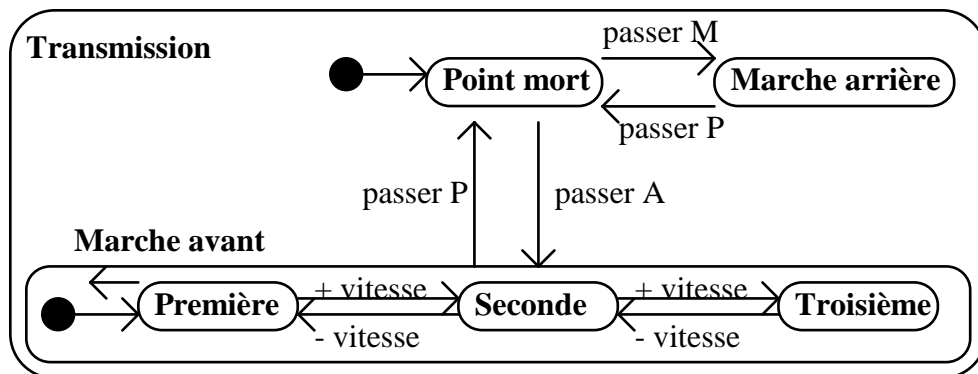 Transmission
passer M
Point mort
Marche arrière
passer P
passer P
passer A
Marche avant
Première
+ vitesse
Seconde
+ vitesse
Troisième
- vitesse
- vitesse